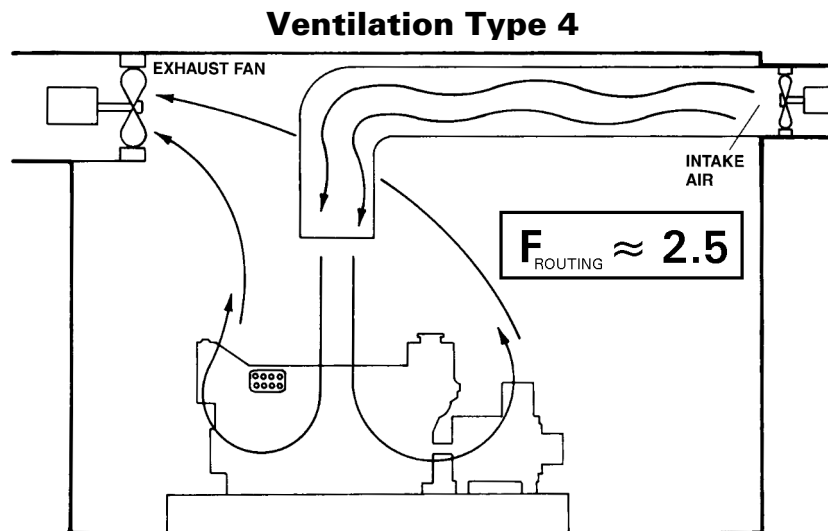 Ventilation Type 4
EXHAUST FAN
INTAKE
AIR
F ROUTING ≈ 2.5